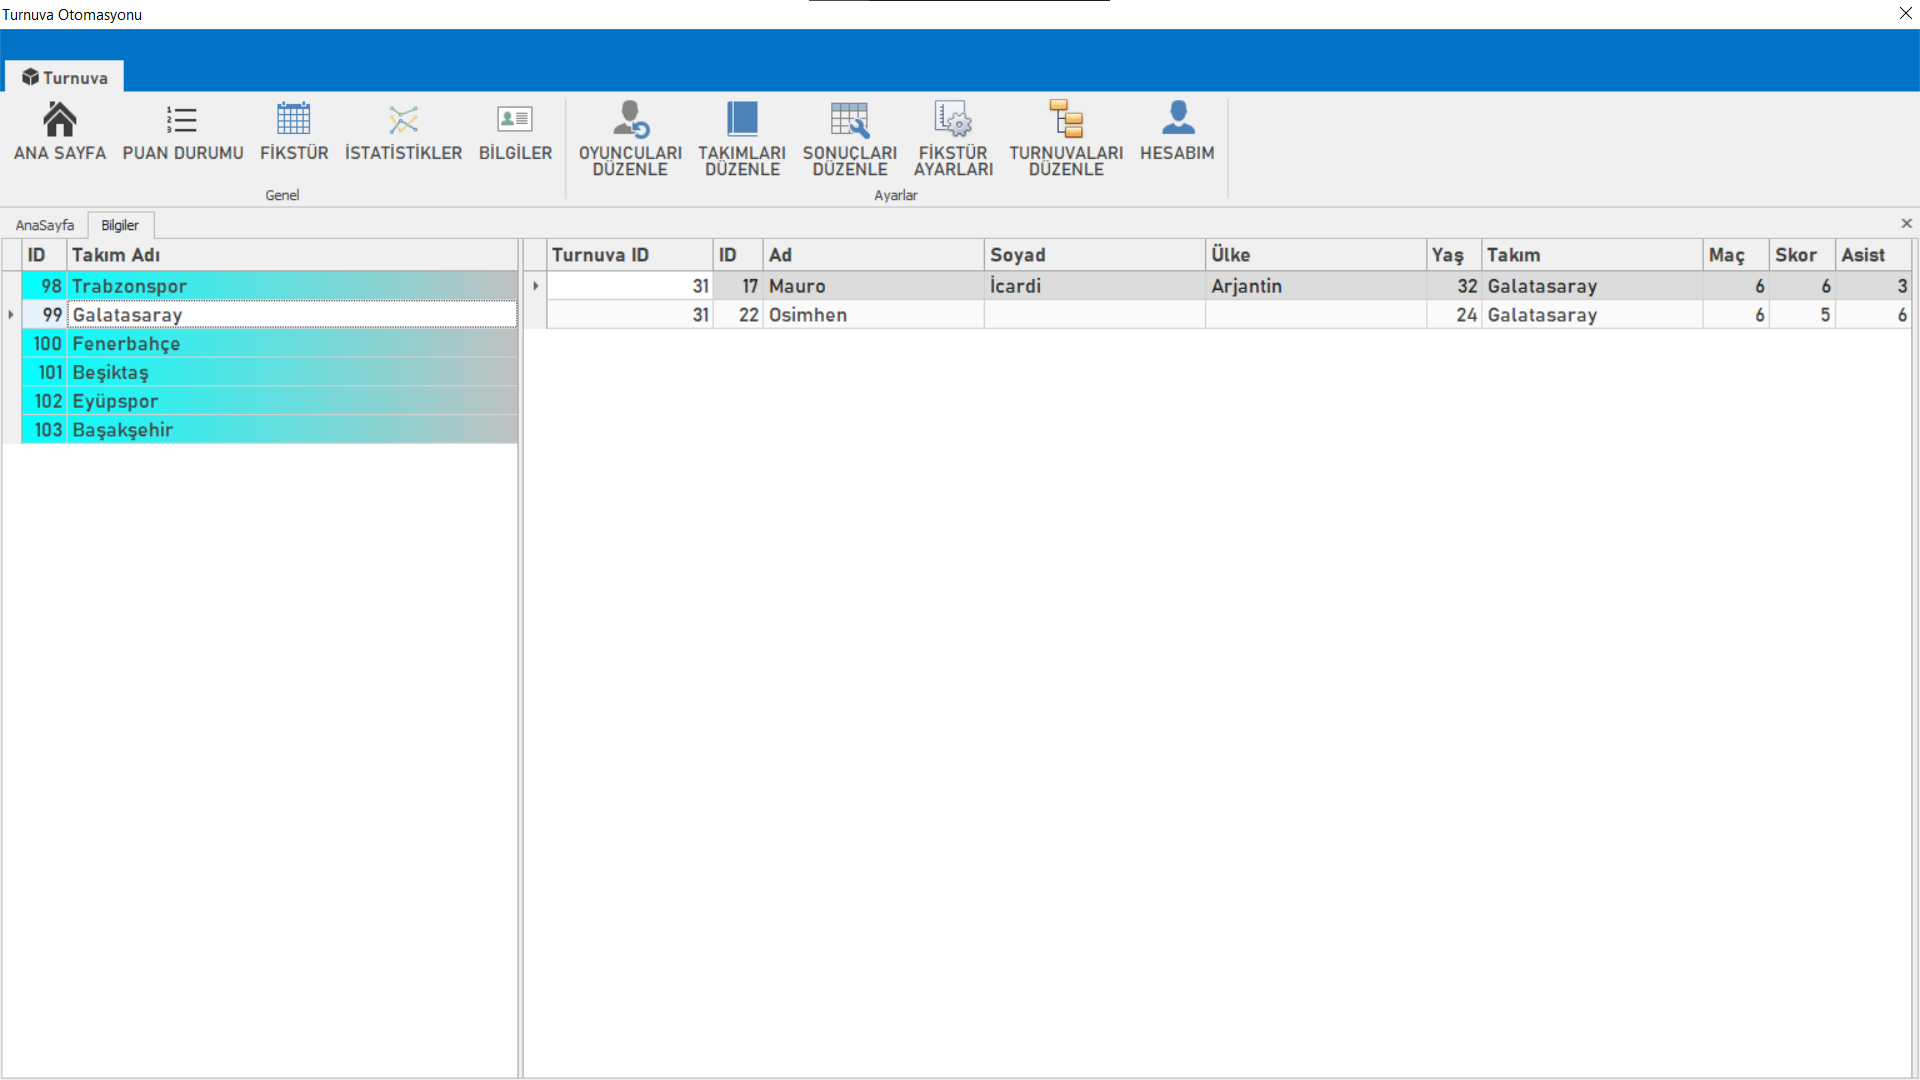 Turnuva Otomasyonu
Turnuva
ANA SAYFA PUAN DURUMU FİKSTÜR İSTATİSTİKLER BİLGİLER OYUNCULARI TAKIMLARI SONUÇLARI FİKSTÜR TURNUVALARI HESABIM
DÜZENLE DÜZENLE DÜZENLE AYARLARI DÜZENLE
Genel Ayarlar
AnaSayfa Bilgiler
ID Takım Adı
98 Trabzonspor
99 Galatasaray
100 Fenerbahçe
101 Beşiktaş
102 Eyüpspor
103 Başakşehir
Turnuva ID ID Ad Soyad Ülke Yaş Takım Maç Skor Asist
31 17 Mauro İcardi Arjantin 32 Galatasaray 6 6 3
31 22 Osimhen 24 Galatasaray 6 5 6